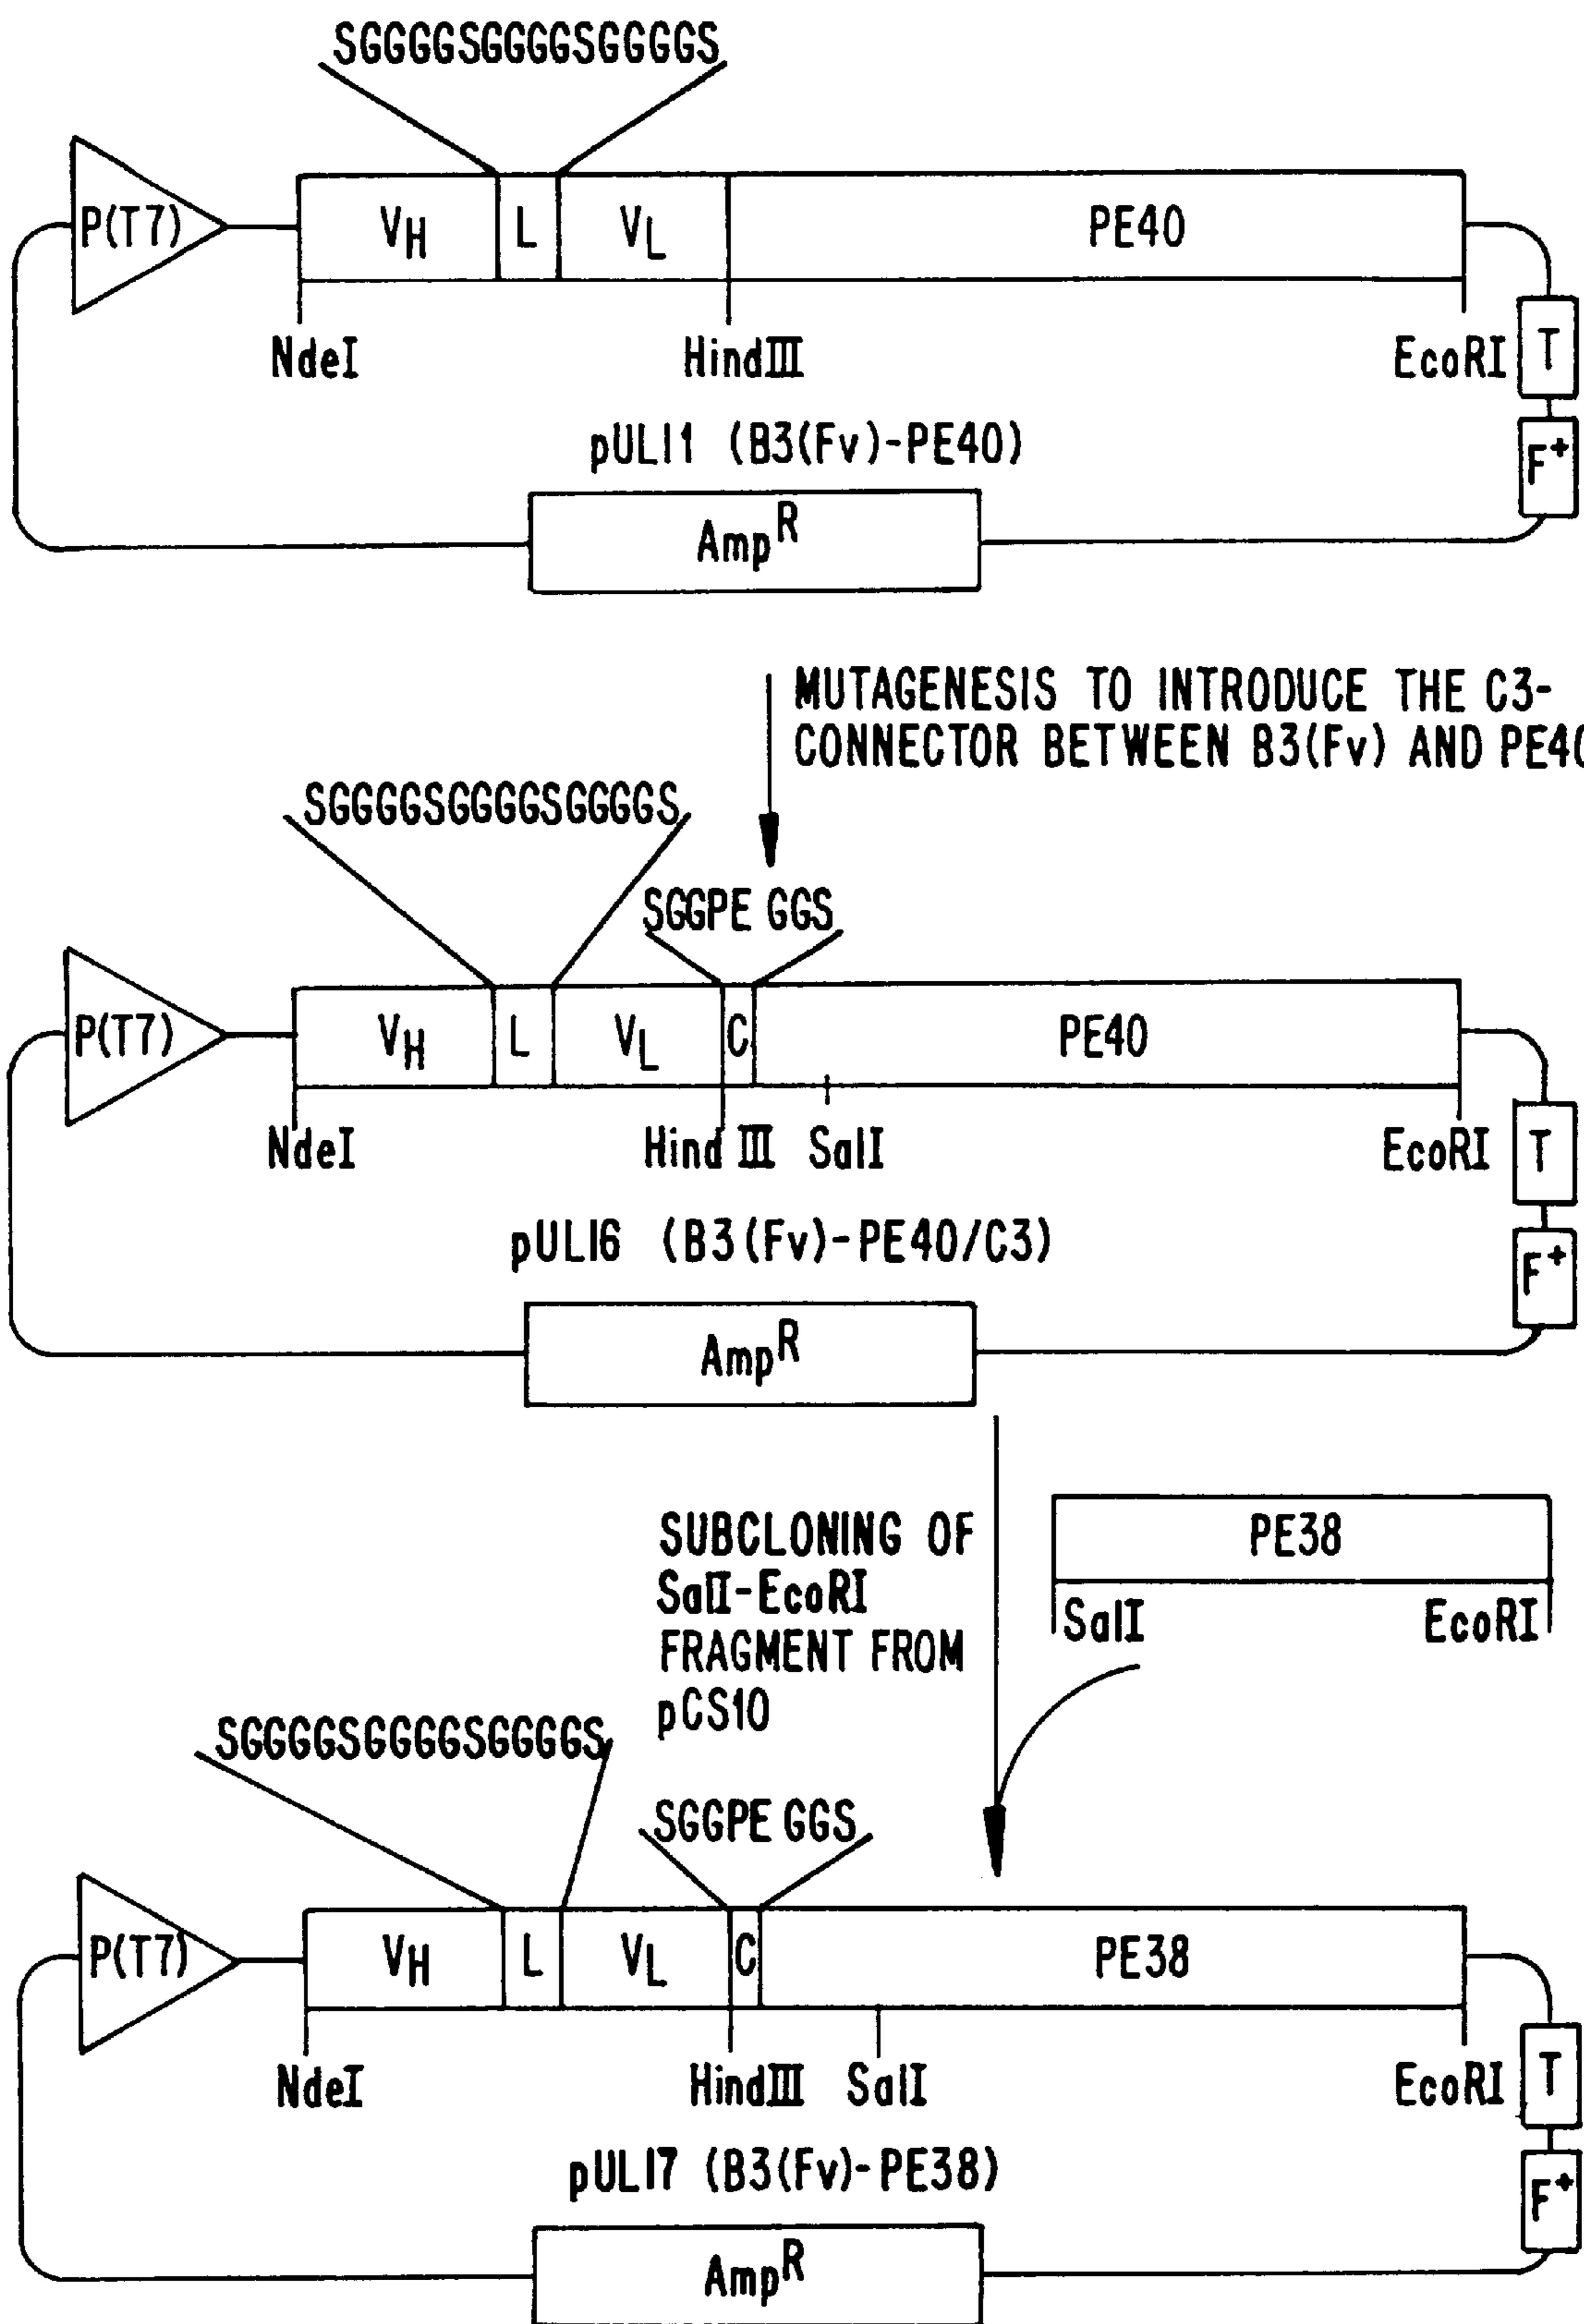 SGGGGSGGGGSGGGGS
P(T7)
VH
L
VL
PE40
NdeI
HindIII
EcoRI
T
F+
pULI1 (B3(Fv)-PE40)
AmpR
MUTAGENESIS TO INTRODUCE THE C3-
CONNECTOR BETWEEN B3(Fv) AND PE40
SGGGGSGGGGSGGGGS
SGGPE GGS
P(T7)
VH
L
VL
C
PE40
NdeI
Hind III
SalI
EcoRI
T
F+
pULI6 (B3(Fv)-PE40/C3)
AmpR
SUBCLONING OF
SalI-EcoRI
FRAGMENT FROM
pCS10
PE38
SalI
EcoRI
SGGGGSGGGGSGGGGS
SGGPE GGS
P(T7)
VH
L
VL
C
PE38
NdeI
HindIII
SalI
EcoRI
T
F+
pULI7 (B3(Fv)-PE38)
AmpR